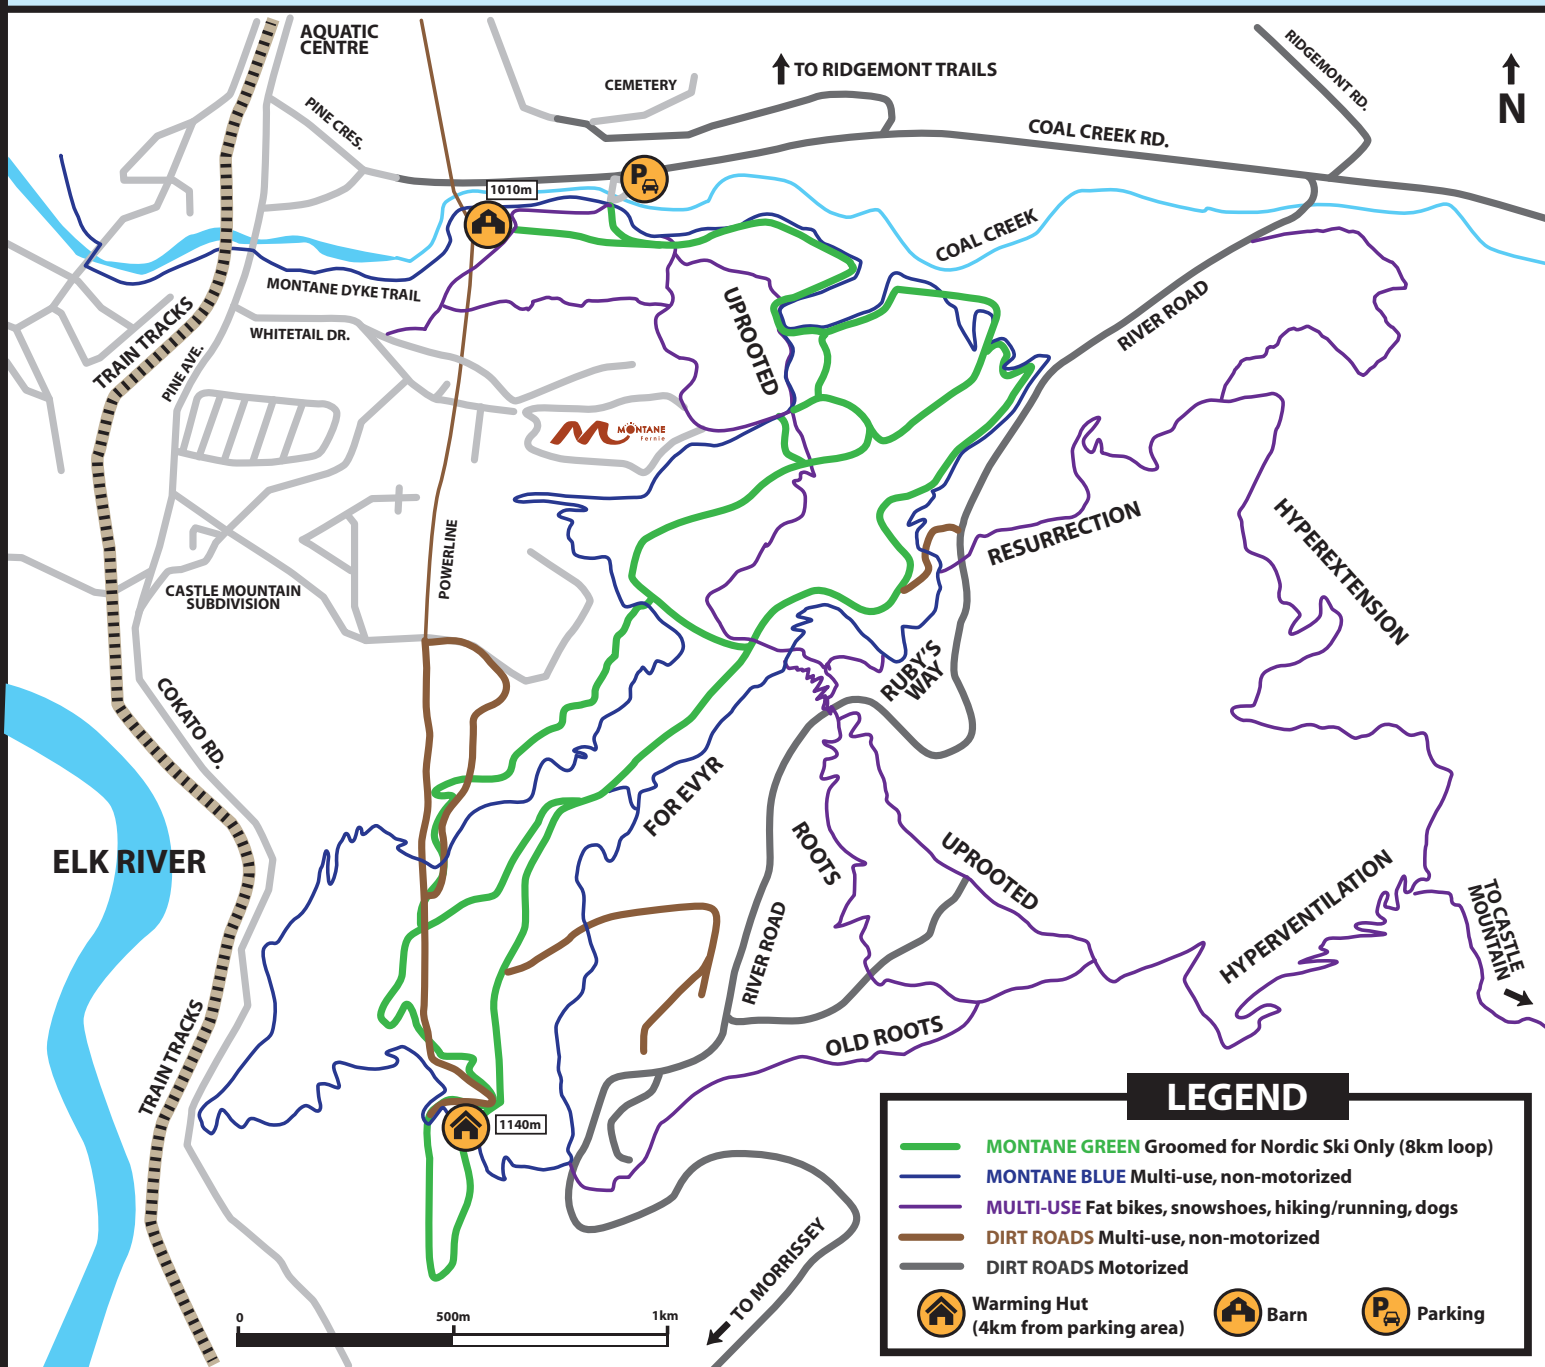 AQUATIC
CENTRE
CEMETERY
TO RIDGEMONT TRAILS
RIDGEMONT RD.
N
PINE CRES.
COAL CREEK RD.
P
1010m
COAL CREEK
MONTANE DYKE TRAIL
TRAIN TRACKS
WHITETAIL DR.
PINE AVE.
UPROOTED
RIVER ROAD
MONTANE
Fernie
POWERLINE
RESURRECTION
HYPEREXTENSION
CASTLE MOUNTAIN
SUBDIVISION
RUBY'S
WAY
COKATO RD.
FOR EVYR
ELK RIVER
ROOTS
UPROOTED
HYPERVENTILATION
TO CASTLE
MOUNTAIN
RIVER ROAD
TRAIN TRACKS
OLD ROOTS
1140m
TO MORRISSEY
0 500m 1km
LEGEND
MONTANE GREEN Groomed for Nordic Ski Only (8km loop)
MONTANE BLUE Multi-use, non-motorized
MULTI-USE Fat bikes, snowshoes, hiking/running, dogs
DIRT ROADS Multi-use, non-motorized
DIRT ROADS Motorized
Warming Hut
(4km from parking area)
Barn
P
Parking